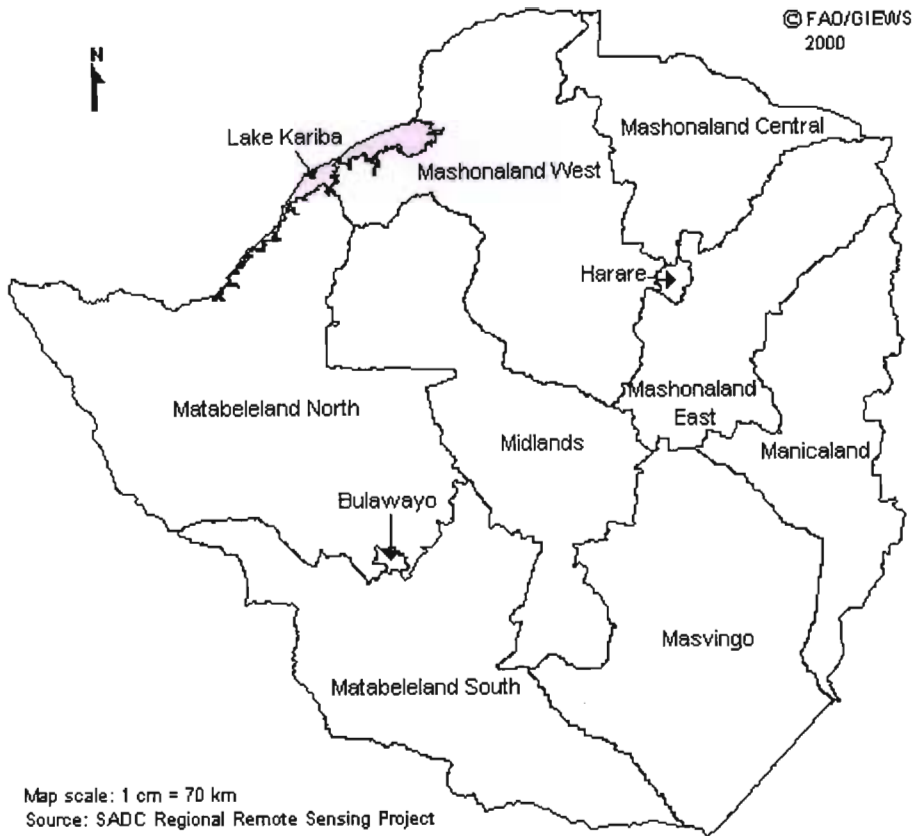 © FAO/GIEWS
2000
N
Lake Kariba
Mashonaland Central
Mashonaland West
Harare
Mashonaland
East
Matabeleland North
Midlands
Manicaland
Bulawayo
Masvingo
Matabeleland South
Map scale: 1 cm = 70 km
Source: SADC Regional Remote Sensing Project